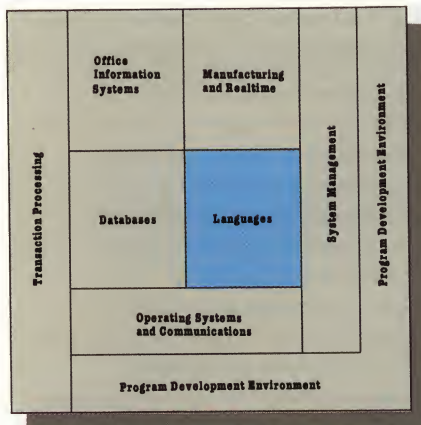 Office
Information
Systems
Manufacturing
and Realtime
Transaction Processing
Databases
Languages
System Management
Program Development Environment
Operating Systems
and Communications
Program Development Environment